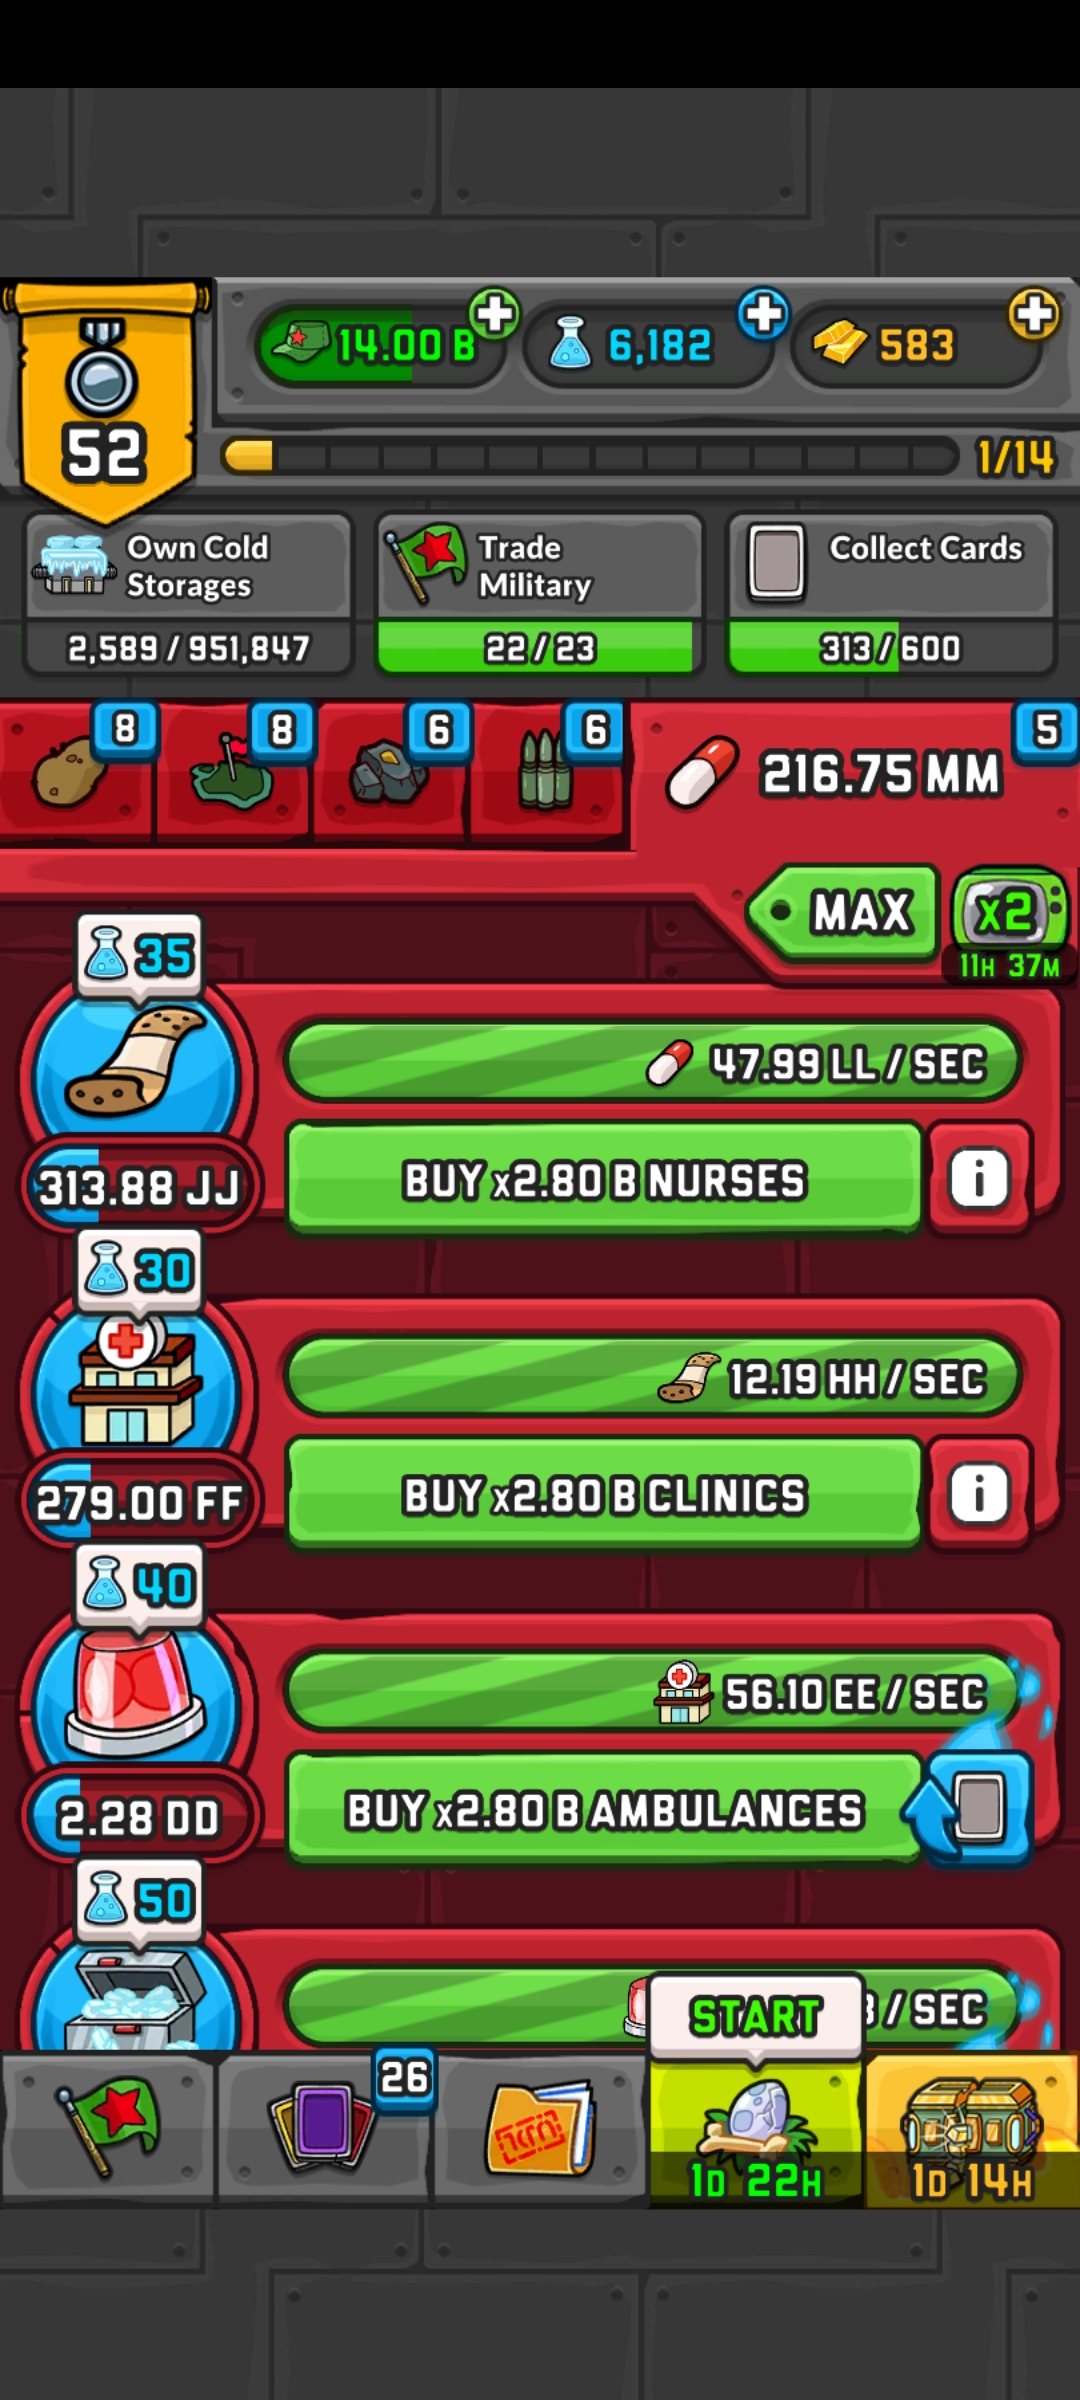 14.00 B
6,182
583
52
1/14
Own Cold
Storages
2,589 / 951,847
Trade
Military
22 / 23
Collect Cards
313 / 600
8
8
6
6
5
216.75 MM
MAX
x2
11H 37M
35
47.99 LL / SEC
313.88 JJ
BUY x2.80 B NURSES
i
30
12.19 HH / SEC
279.00 FF
BUY x2.80 B CLINICS
i
40
56.10 EE / SEC
2.28 DD
BUY x2.80 B AMBULANCES
50
/ SEC
START
26
1D 22H
1D 14H